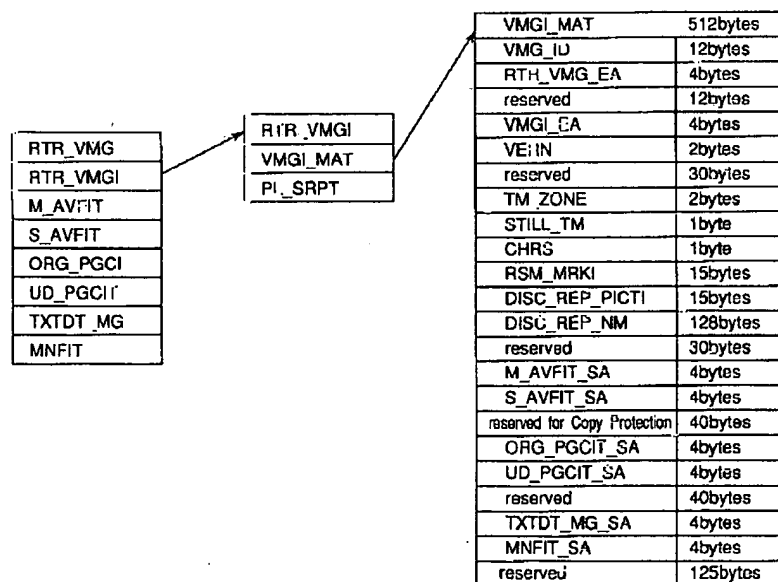 RTR_VMG
RTR_VMGI
M_AVFIT
S_AVFIT
ORG_PGCI
UD_PGCIT
TXTDT_MG
MNFIT
RTR_VMGI
VMGI_MAT
PL_SRPT
VMGI_MAT 512bytes
VMG_ID 12bytes
RTR_VMG_EA 4bytes
reserved 12bytes
VMGI_EA 4bytes
VERN 2bytes
reserved 30bytes
TM_ZONE 2bytes
STILL_TM 1byte
CHRS 1byte
RSM_MRKI 15bytes
DISC_REP_PICTI 15bytes
DISC_REP_NM 128bytes
reserved 30bytes
M_AVFIT_SA 4bytes
S_AVFIT_SA 4bytes
reserved for Copy Protection 40bytes
ORG_PGCIT_SA 4bytes
UD_PGCIT_SA 4bytes
reserved 40bytes
TXTDT_MG_SA 4bytes
MNFIT_SA 4bytes
reserved 125bytes